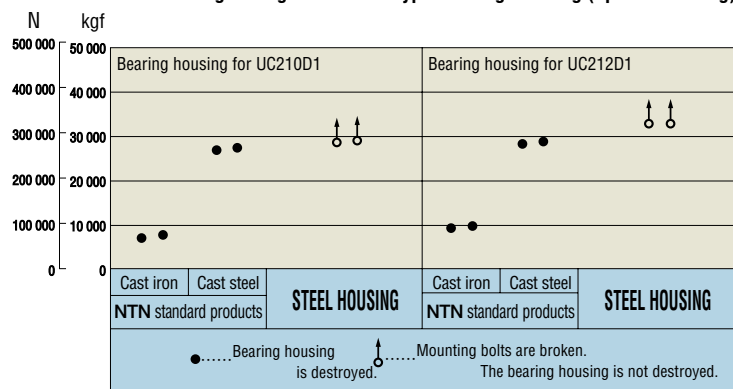 N kgf
500 000 50 000
Bearing housing for UC210D1 Bearing housing for UC212D1
400 000 40 000
300 000 30 000
200 000 20 000
100 000 10 000
0 0
Cast iron Cast steel STEEL HOUSING Cast iron Cast steel STEEL HOUSING
NTN standard products NTN standard products
Bearing housing is destroyed.
Mounting bolts are broken.
The bearing housing is not destroyed.